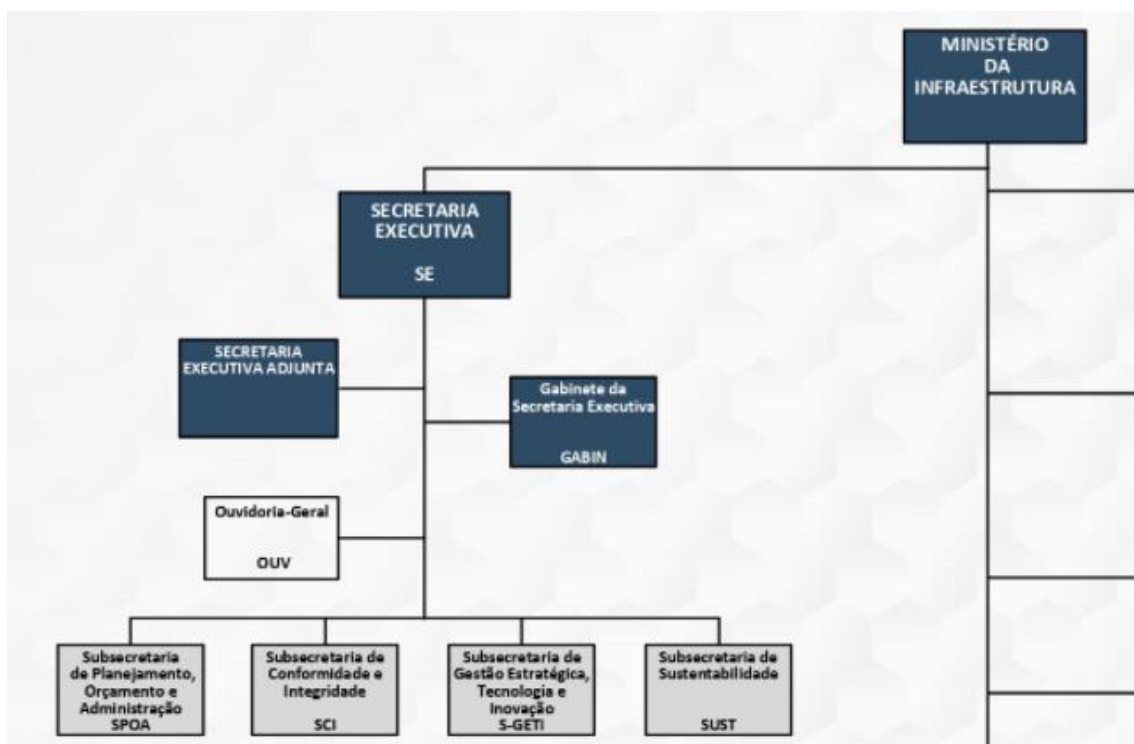 MINISTÉRIO
DA
INFRAESTRUTURA
SECRETARIA
EXECUTIVA
SE
SECRETARIA
EXECUTIVA ADJUNTA
Gabinete da
Secretaria Executiva
GABIN
Ouvidoria-Geral
OUV
Subsecretaria
de Planejamento,
Orçamento e
Administração
SPOA
Subsecretaria de
Conformidade e
Integridade
SCI
Subsecretaria de
Gestão Estratégica,
Tecnologia e
Inovação
S-GETI
Subsecretaria de
Sustentabilidade
SUST